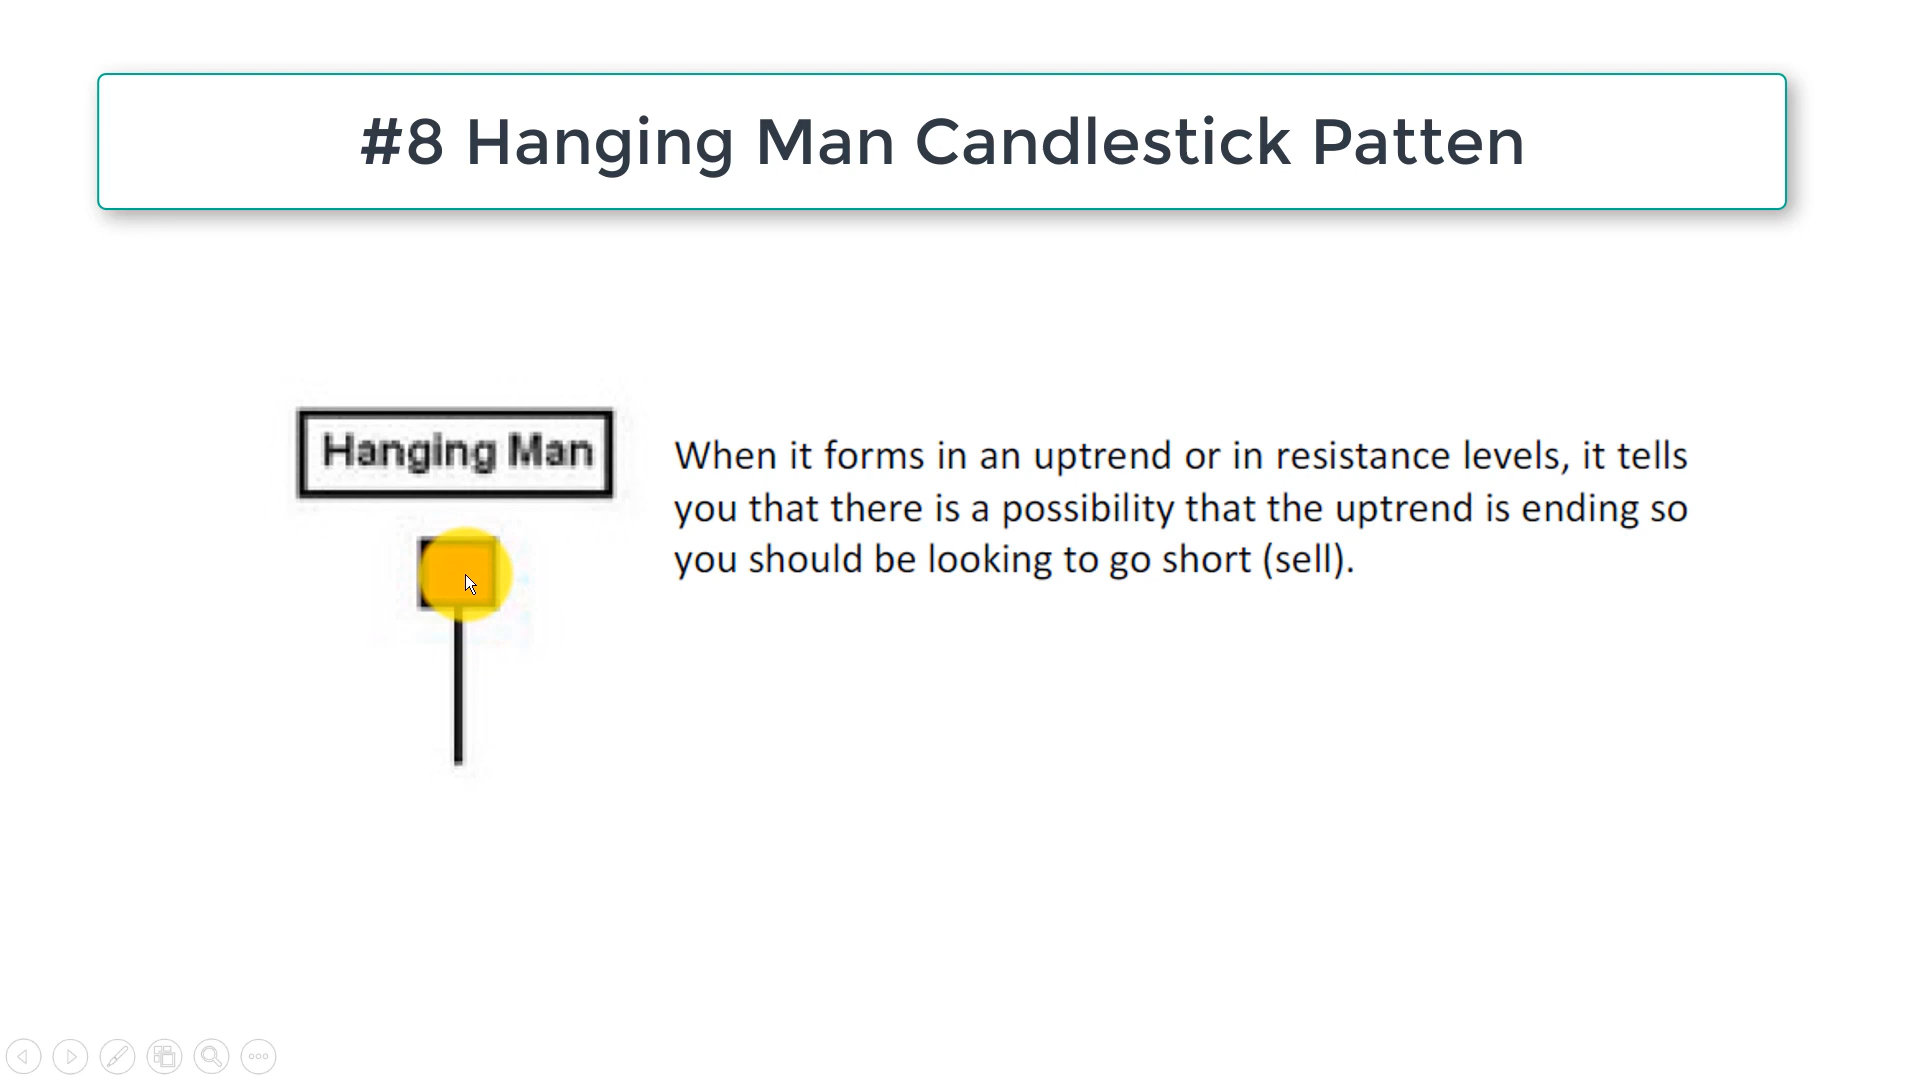 #8 Hanging Man Candlestick Patten
Hanging Man
When it forms in an uptrend or in resistance levels, it tells
you that there is a possibility that the uptrend is ending so
you should be looking to go short (sell).